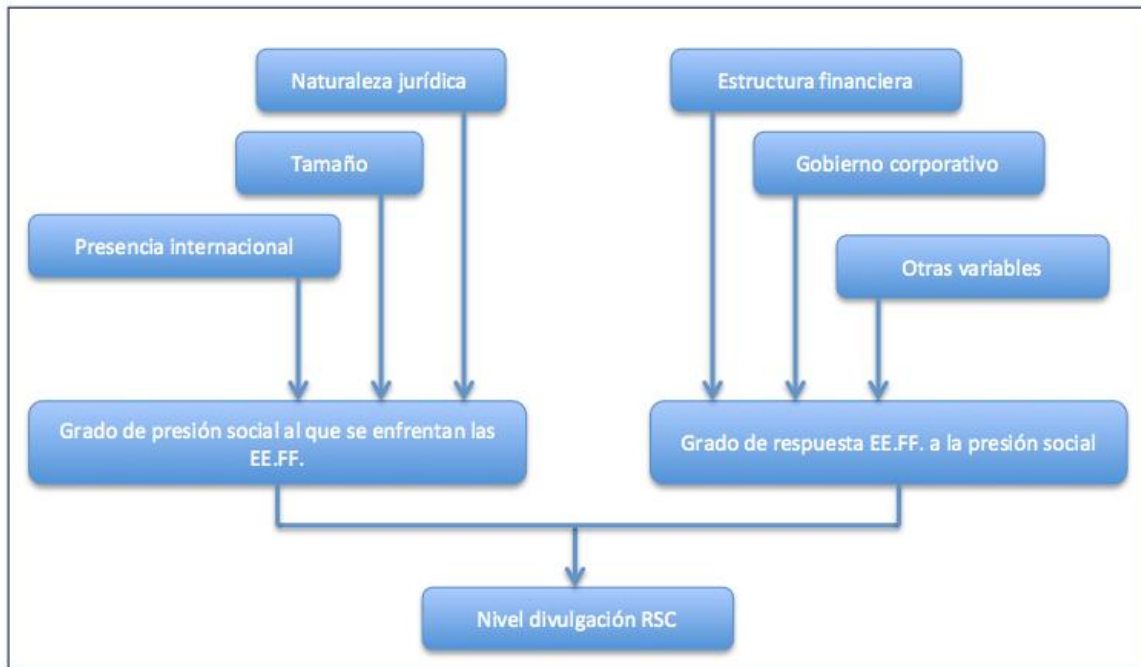 Naturaleza jurídica
Estructura financiera
Tamaño
Gobierno corporativo
Presencia internacional
Otras variables
Grado de presión social al que se enfrentan las
EE.FF.
Grado de respuesta EE.FF. a la presión social
Nivel divulgación RSC